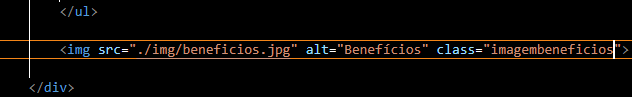 </ul>
<img src="./img/beneficios.jpg" alt="Benefícios" class="imagembeneficios">
</div>